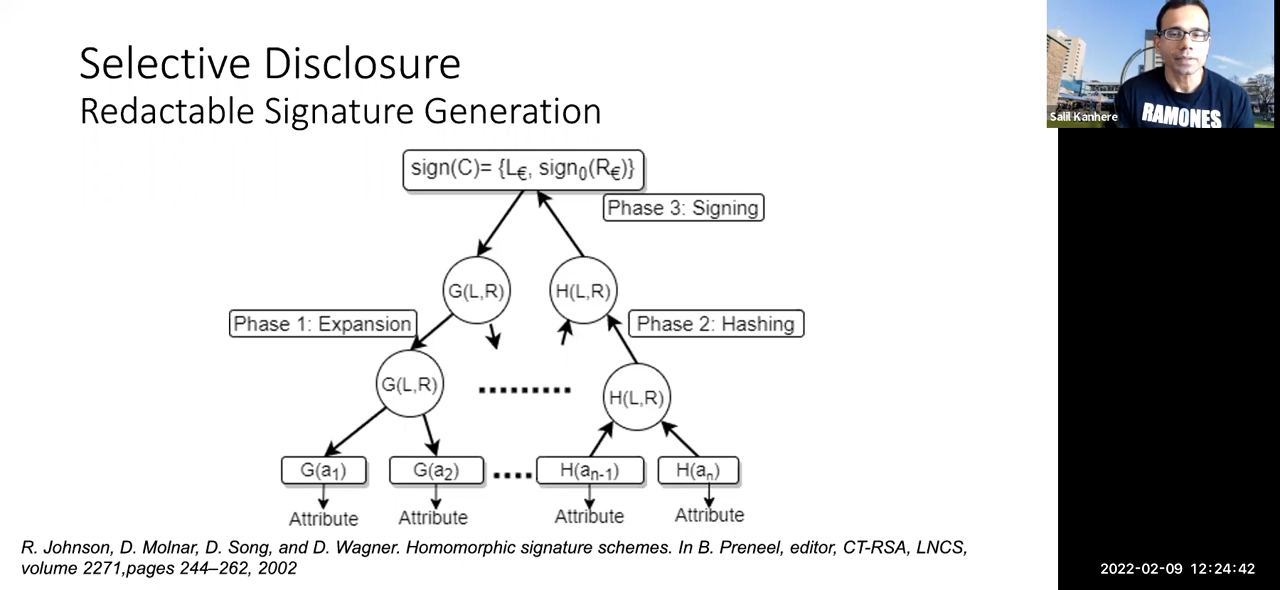 Selective Disclosure
Redactable Signature Generation
RAMONES
Salil Kanhere
sign(C)= {L€, sign0(R€)}
Phase 3: Signing
G(L,R)
H(L,R)
Phase 1: Expansion
Phase 2: Hashing
G(L,R)
H(L,R)
G(a1)
G(a2)
H(an-1)
H(an)
Attribute
Attribute
Attribute
Attribute
R. Johnson, D. Molnar, D. Song, and D. Wagner. Homomorphic signature schemes. In B. Preneel, editor, CT-RSA, LNCS,
volume 2271,pages 244–262, 2002
2022-02-09 12:24:42